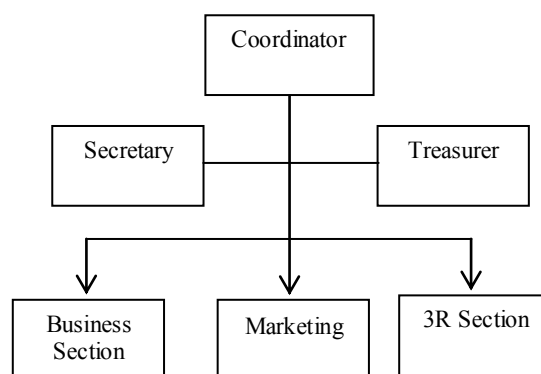 Coordinator
Secretary
Treasurer
Business
Section
Marketing
3R Section